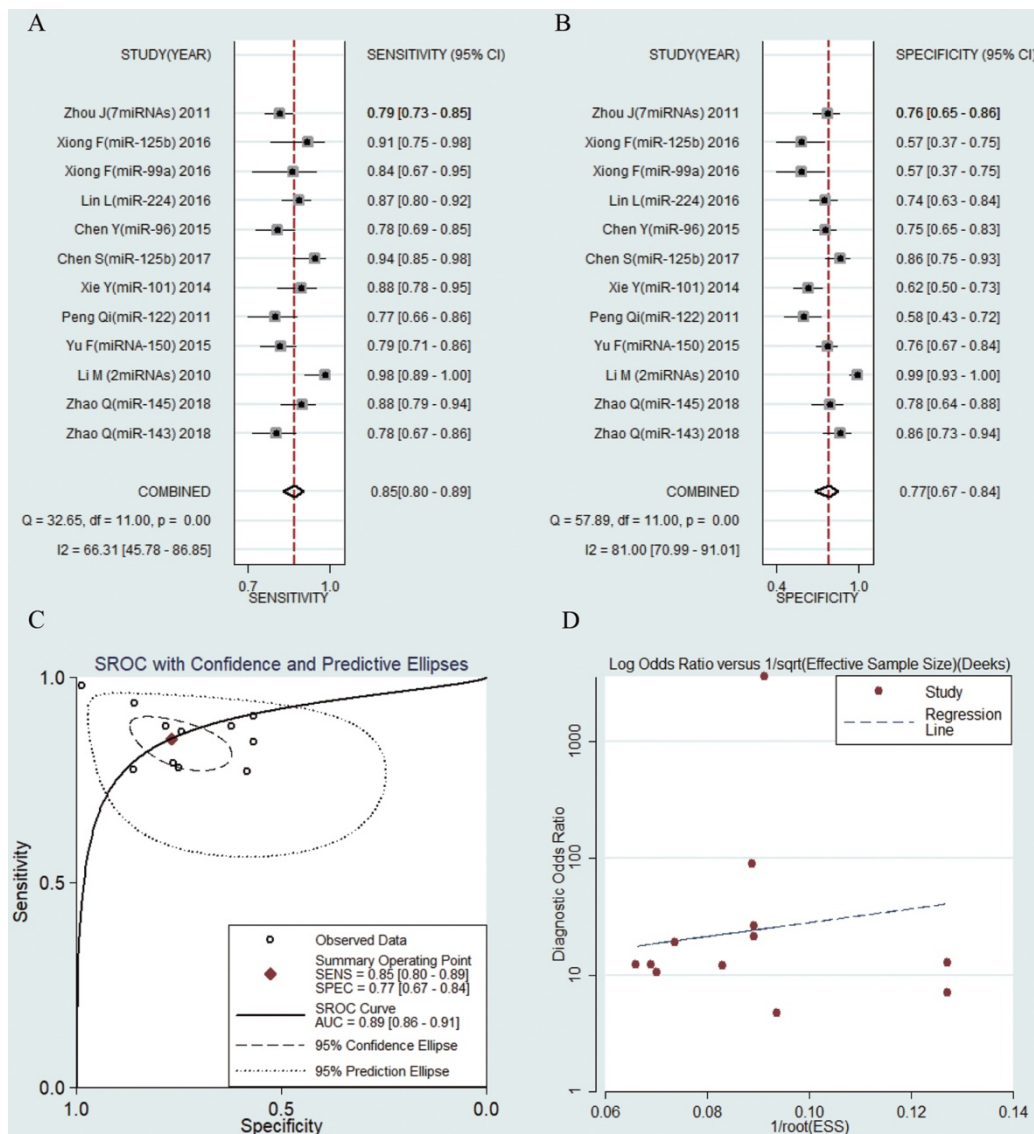 A
STUDY(YEAR) SENSITIVITY (95% CI)
Zhou J(7miRNAs) 2011 0.79 [0.73 - 0.85]
Xiong F(miR-125b) 2016 0.91 [0.75 - 0.98]
Xiong F(miR-99a) 2016 0.84 [0.67 - 0.95]
Lin L(miR-224) 2016 0.87 [0.80 - 0.92]
Chen Y(miR-96) 2015 0.78 [0.69 - 0.85]
Chen S(miR-125b) 2017 0.94 [0.85 - 0.98]
Xie Y(miR-101) 2014 0.88 [0.78 - 0.95]
Peng Qi(miR-122) 2011 0.77 [0.66 - 0.86]
Yu F(miRNA-150) 2015 0.79 [0.71 - 0.86]
Li M (2miRNAs) 2010 0.98 [0.89 - 1.00]
Zhao Q(miR-145) 2018 0.88 [0.79 - 0.94]
Zhao Q(miR-143) 2018 0.78 [0.67 - 0.86]
COMBINED 0.85[0.80 - 0.89]
Q = 32.65, df = 11.00, p = 0.00
I2 = 66.31 [45.78 - 86.85]
0.7 1.0
SENSITIVITY
B
STUDY(YEAR) SPECIFICITY (95% CI)
Zhou J(7miRNAs) 2011 0.76 [0.65 - 0.86]
Xiong F(miR-125b) 2016 0.57 [0.37 - 0.75]
Xiong F(miR-99a) 2016 0.57 [0.37 - 0.75]
Lin L(miR-224) 2016 0.74 [0.63 - 0.84]
Chen Y(miR-96) 2015 0.75 [0.65 - 0.83]
Chen S(miR-125b) 2017 0.86 [0.75 - 0.93]
Xie Y(miR-101) 2014 0.62 [0.50 - 0.73]
Peng Qi(miR-122) 2011 0.58 [0.43 - 0.72]
Yu F(miRNA-150) 2015 0.76 [0.67 - 0.84]
Li M (2miRNAs) 2010 0.99 [0.93 - 1.00]
Zhao Q(miR-145) 2018 0.78 [0.64 - 0.88]
Zhao Q(miR-143) 2018 0.86 [0.73 - 0.94]
COMBINED 0.77[0.67 - 0.84]
Q = 57.89, df = 11.00, p = 0.00
I2 = 81.00 [70.99 - 91.01]
0.4 1.0
SPECIFICITY
C
SROC with Confidence and Predictive Ellipses
1.0
0.5
0.0
Sensitivity
Observed Data
Summary Operating Point
SENS = 0.85 [0.80 - 0.89]
SPEC = 0.77 [0.67 - 0.84]
SROC Curve
AUC = 0.89 [0.86 - 0.91]
95% Confidence Ellipse
95% Prediction Ellipse
1.0 0.5 0.0
Specificity
D
Log Odds Ratio versus 1/sqrt(Effective Sample Size)(Deeks)
Study
Regression
Line
1000
100
10
1
Diagnostic Odds Ratio
0.06 0.08 0.10 0.12 0.14
1/root(ESS)